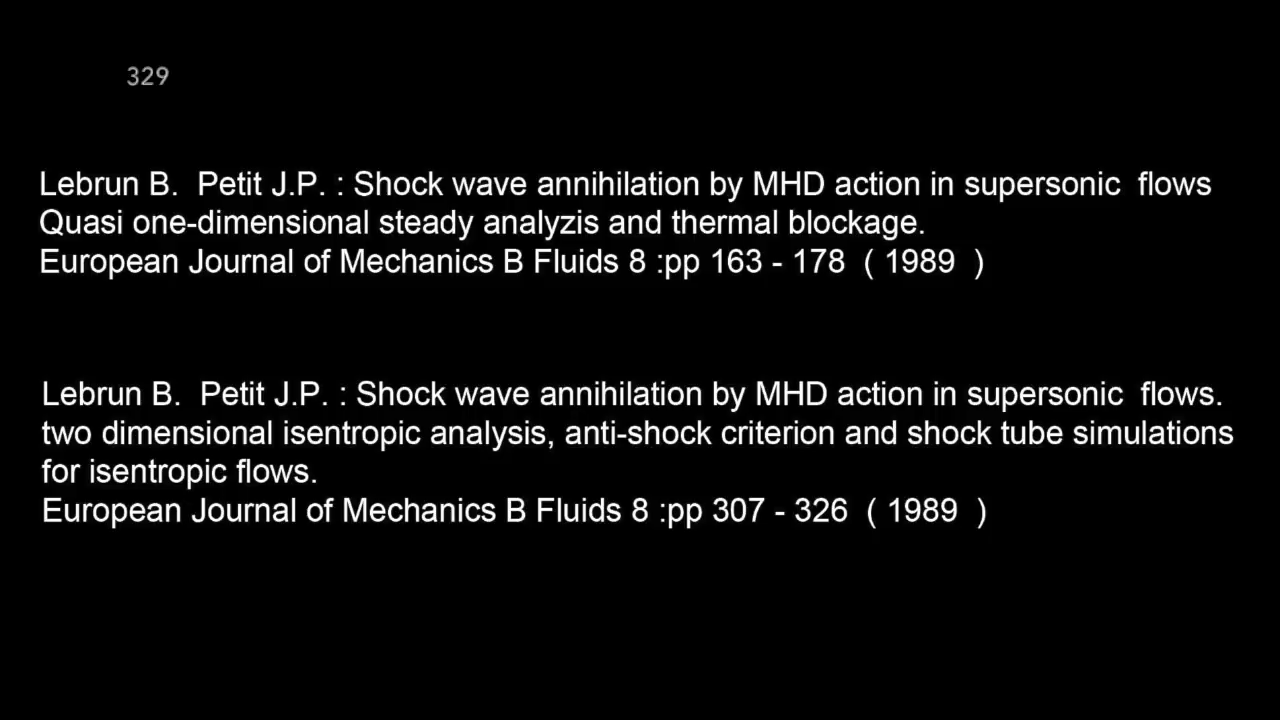 329
Lebrun B.  Petit J.P. : Shock wave annihilation by MHD action in supersonic  flows
Quasi one-dimensional steady analyzis and thermal blockage.
European Journal of Mechanics B Fluids 8 :pp 163 - 178  ( 1989  )
Lebrun B.  Petit J.P. : Shock wave annihilation by MHD action in supersonic  flows.
two dimensional isentropic analysis, anti-shock criterion and shock tube simulations
for isentropic flows.
European Journal of Mechanics B Fluids 8 :pp 307 - 326  ( 1989  )